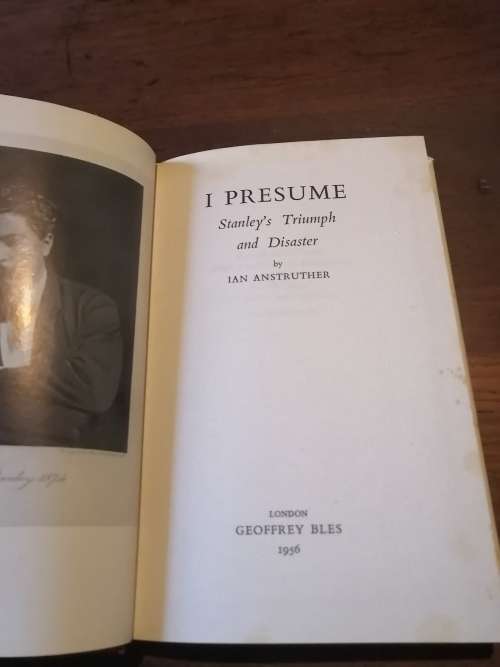 I PRESUME
Stanley's Triumph
and Disaster
by
IAN ANSTRUTHER
LONDON
GEOFFREY BLES
1956